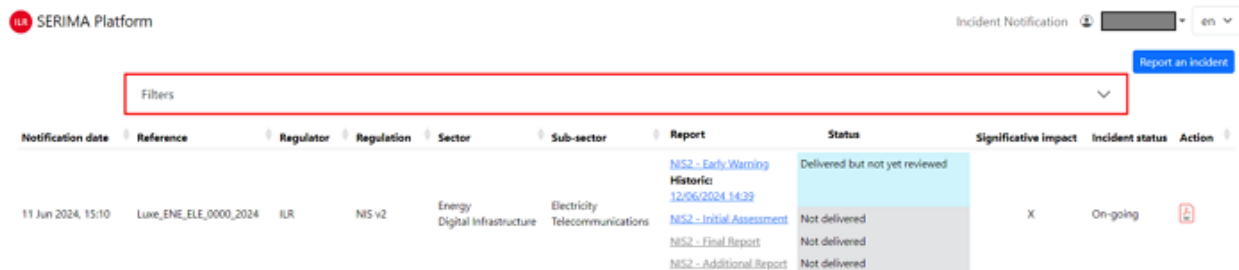 ILR SERIMA Platform
Incident Notification
en
Report an incident
Filters
Notification date Reference Regulator Regulation Sector Sub-sector Report Status Significative impact Incident status Action
NIS2 - Early Warning Delivered but not yet reviewed
Historic:
12/06/2024 14:39
11 Jun 2024, 15:10 Luxe_ENE_ELE_0000_2024 ILR NIS v2 Energy Electricity X On-going
Digital Infrastructure Telecommunications
NIS2 - Initial Assessment Not delivered
NIS2 - Final Report Not delivered
NIS2 - Additional Report Not delivered